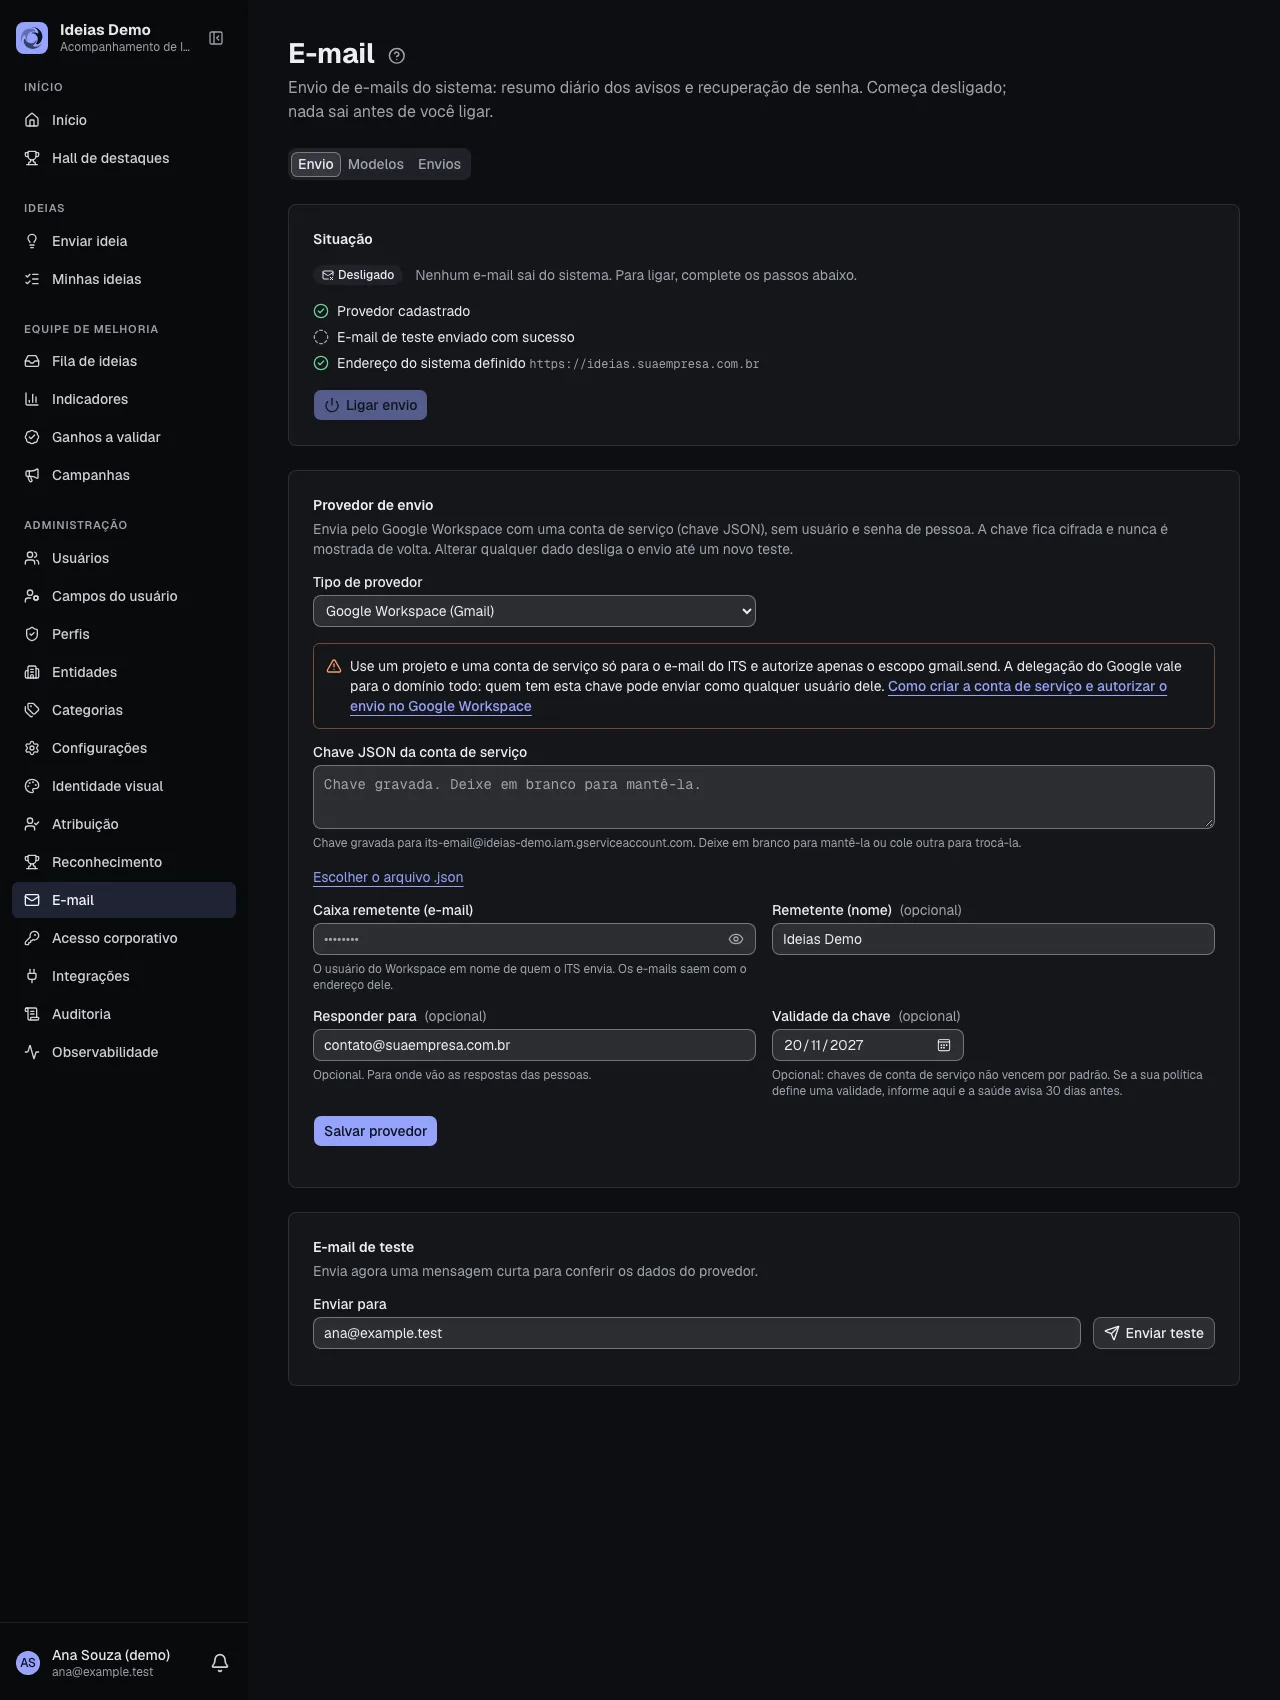 Ideias Demo
Acompanhamento de I...
INÍCIO
Início
Hall de destaques
IDEIAS
Enviar ideia
Minhas ideias
EQUIPE DE MELHORIA
Fila de ideias
Indicadores
Ganhos a validar
Campanhas
ADMINISTRAÇÃO
Usuários
Campos do usuário
Perfis
Entidades
Categorias
Configurações
Identidade visual
Atribuição
Reconhecimento
E-mail
Acesso corporativo
Integrações
Auditoria
Observabilidade
AS
Ana Souza (demo)
ana@example.test
E-mail
Envio de e-mails do sistema: resumo diário dos avisos e recuperação de senha. Começa desligado;
nada sai antes de você ligar.
Envio Modelos Envios
Situação
Desligado Nenhum e-mail sai do sistema. Para ligar, complete os passos abaixo.
Provedor cadastrado
E-mail de teste enviado com sucesso
Endereço do sistema definido https://ideias.suaempresa.com.br
Ligar envio
Provedor de envio
Envia pelo Google Workspace com uma conta de serviço (chave JSON), sem usuário e senha de pessoa. A chave fica cifrada e nunca é
mostrada de volta. Alterar qualquer dado desliga o envio até um novo teste.
Tipo de provedor
Google Workspace (Gmail)
Use um projeto e uma conta de serviço só para o e-mail do ITS e autorize apenas o escopo gmail.send. A delegação do Google vale
para o domínio todo: quem tem esta chave pode enviar como qualquer usuário dele. Como criar a conta de serviço e autorizar o
envio no Google Workspace
Chave JSON da conta de serviço
Chave gravada. Deixe em branco para mantê-la.
Chave gravada para its-email@ideias-demo.iam.gserviceaccount.com. Deixe em branco para mantê-la ou cole outra para trocá-la.
Escolher o arquivo .json
Caixa remetente (e-mail)
••••••••
O usuário do Workspace em nome de quem o ITS envia. Os e-mails saem com o
endereço dele.
Remetente (nome) (opcional)
Ideias Demo
Responder para (opcional)
contato@suaempresa.com.br
Opcional. Para onde vão as respostas das pessoas.
Validade da chave (opcional)
20/11/2027
Opcional: chaves de conta de serviço não vencem por padrão. Se a sua política
define uma validade, informe aqui e a saúde avisa 30 dias antes.
Salvar provedor
E-mail de teste
Envia agora uma mensagem curta para conferir os dados do provedor.
Enviar para
ana@example.test
Enviar teste